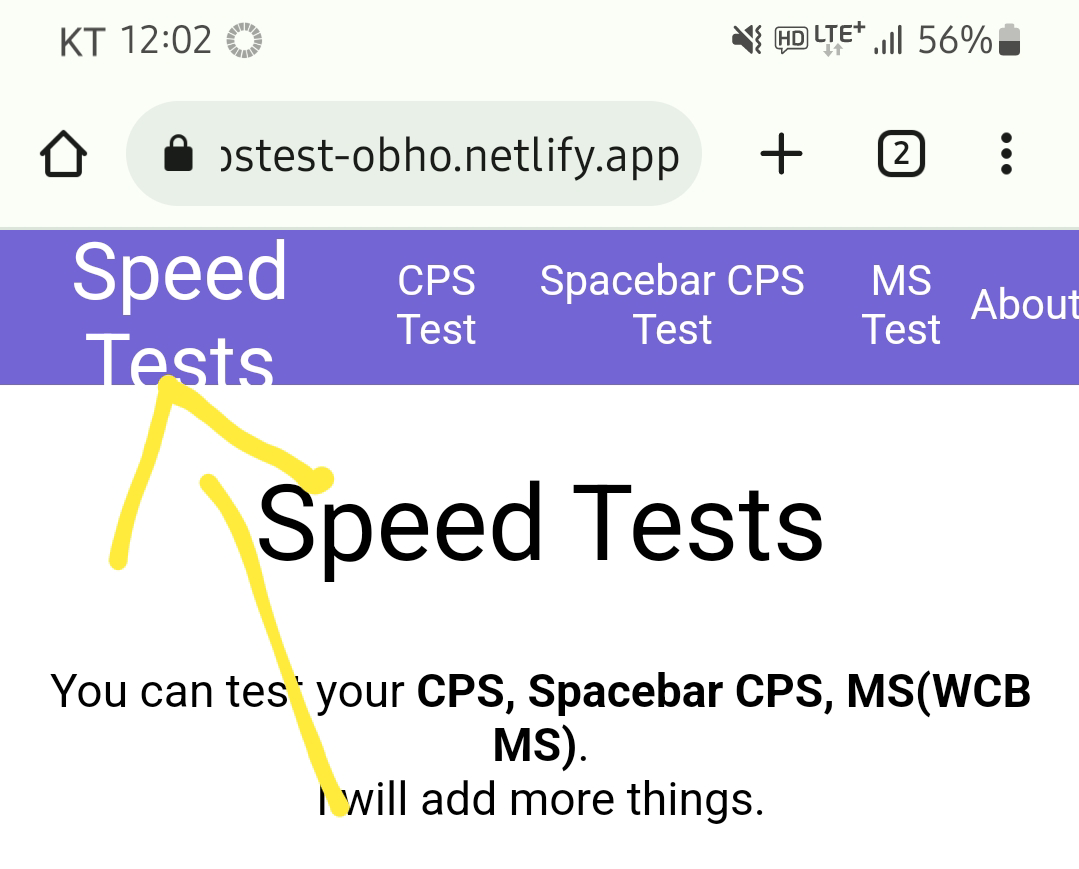 KT 12:02 HD LTE+ 56%
ostest-obho.netlify.app 2
Speed
Tests
CPS
Test
Spacebar CPS
Test
MS
Test
About
Speed Tests
You can test your CPS, Spacebar CPS, MS(WCB
MS).
I will add more things.